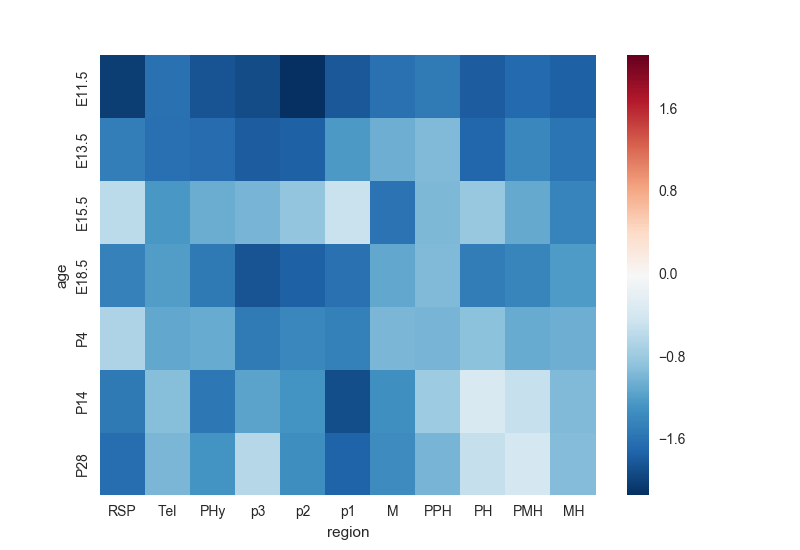 E11.5
E13.5
E15.5
E18.5
P4
P14
P28
age
RSP Tel PHy p3 p2 p1 M PPH PH PMH MH
region
1.6
0.8
0.0
−0.8
−1.6